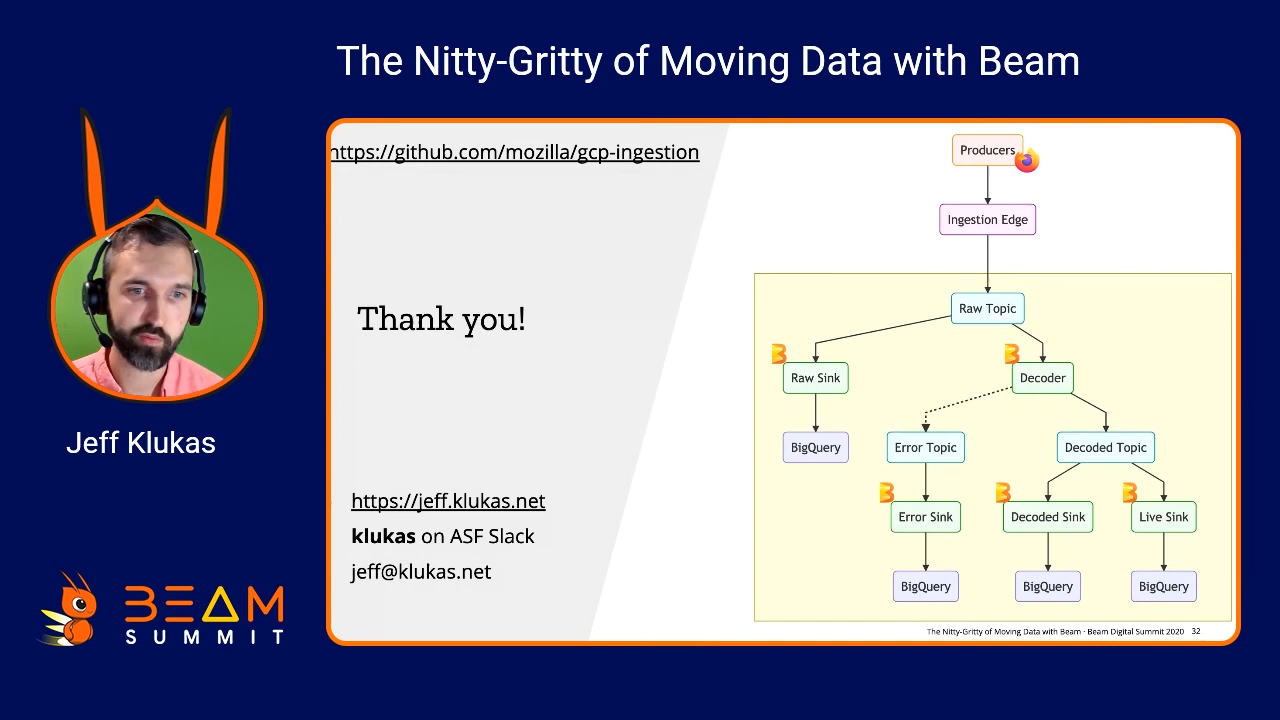 The Nitty-Gritty of Moving Data with Beam
https://github.com/mozilla/gcp-ingestion
Thank you!
https://jeff.klukas.net
klukas on ASF Slack
jeff@klukas.net
Producers
Ingestion Edge
Raw Topic
Raw Sink
Decoder
BigQuery
Error Topic
Decoded Topic
Error Sink
Decoded Sink
Live Sink
BigQuery
BigQuery
BigQuery
The Nitty-Gritty of Moving Data with Beam - Beam Digital Summit 2020 32
Jeff Klukas
BEAM
SUMMIT